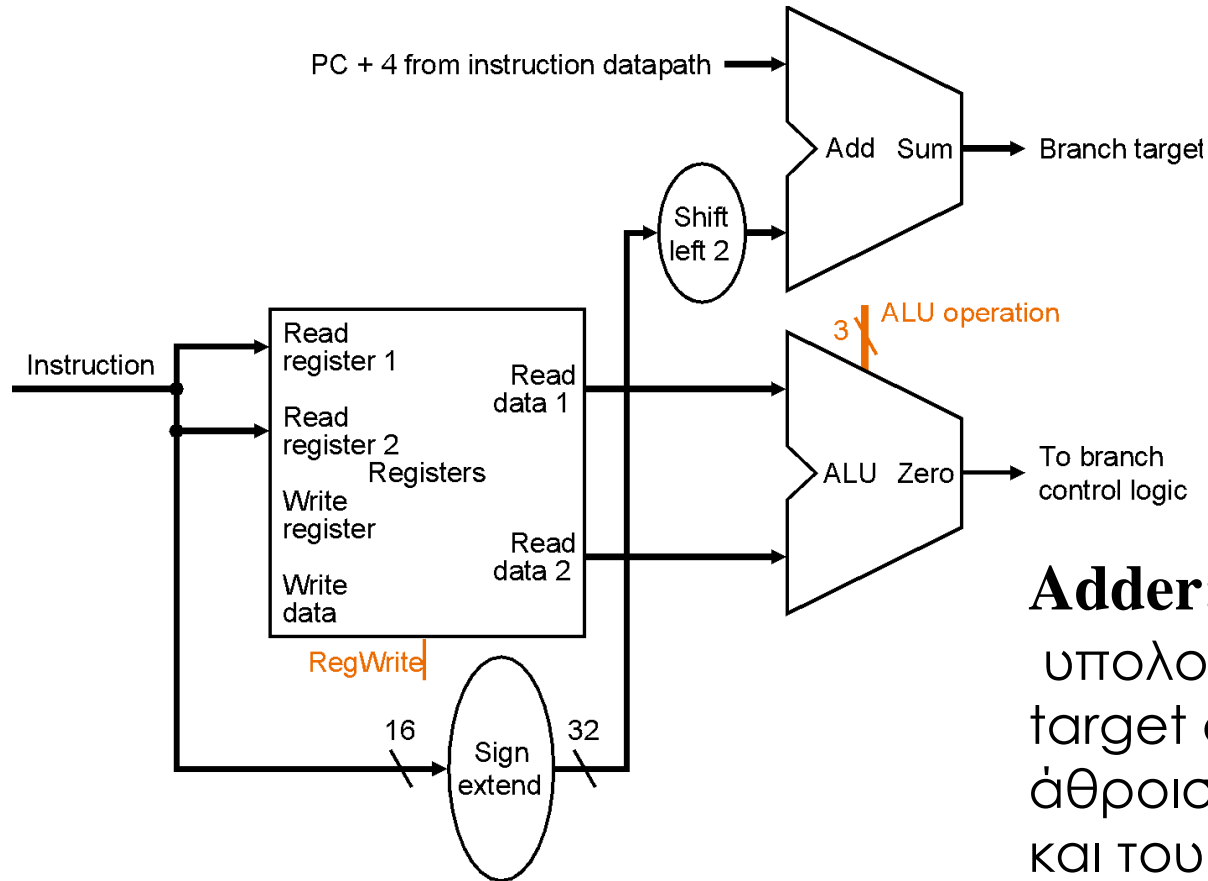 PC + 4 from instruction datapath
Add Sum
Branch target
Shift
left 2
3
ALU operation
Instruction
Read
register 1
Read
data 1
Read
register 2
Registers
ALU Zero
To branch
control logic
Write
register
Read
data 2
Write
data
RegWrite
16
Sign
extend
32
Adder:
target
και του